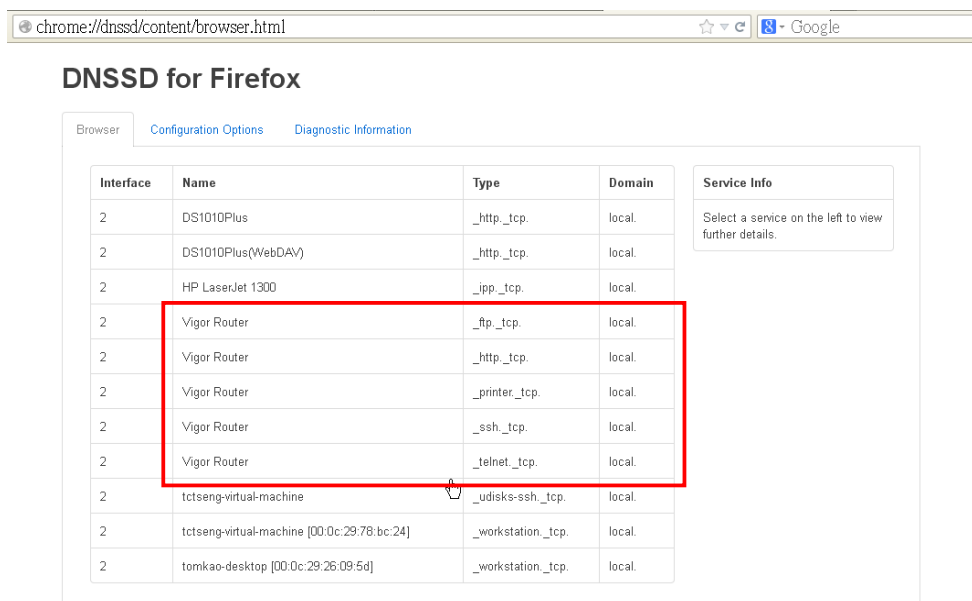 chrome://dnssd/content/browser.html
8 - Google
DNSSD for Firefox
Browser Configuration Options Diagnostic Information
Interface Name Type Domain
2 DS1010Plus _http._tcp. local.
2 DS1010Plus(WebDAV) _http._tcp. local.
2 HP LaserJet 1300 _ipp._tcp. local.
2 Vigor Router _ftp._tcp. local.
2 Vigor Router _http._tcp. local.
2 Vigor Router _printer._tcp. local.
2 Vigor Router _ssh._tcp. local.
2 Vigor Router _telnet._tcp. local.
2 tctseng-virtual-machine _udisks-ssh._tcp. local.
2 tctseng-virtual-machine [00:0c:29:78:bc:24] _workstation._tcp. local.
2 tomkao-desktop [00:0c:29:26:09:5d] _workstation._tcp. local.
Service Info
Select a service on the left to view
further details.